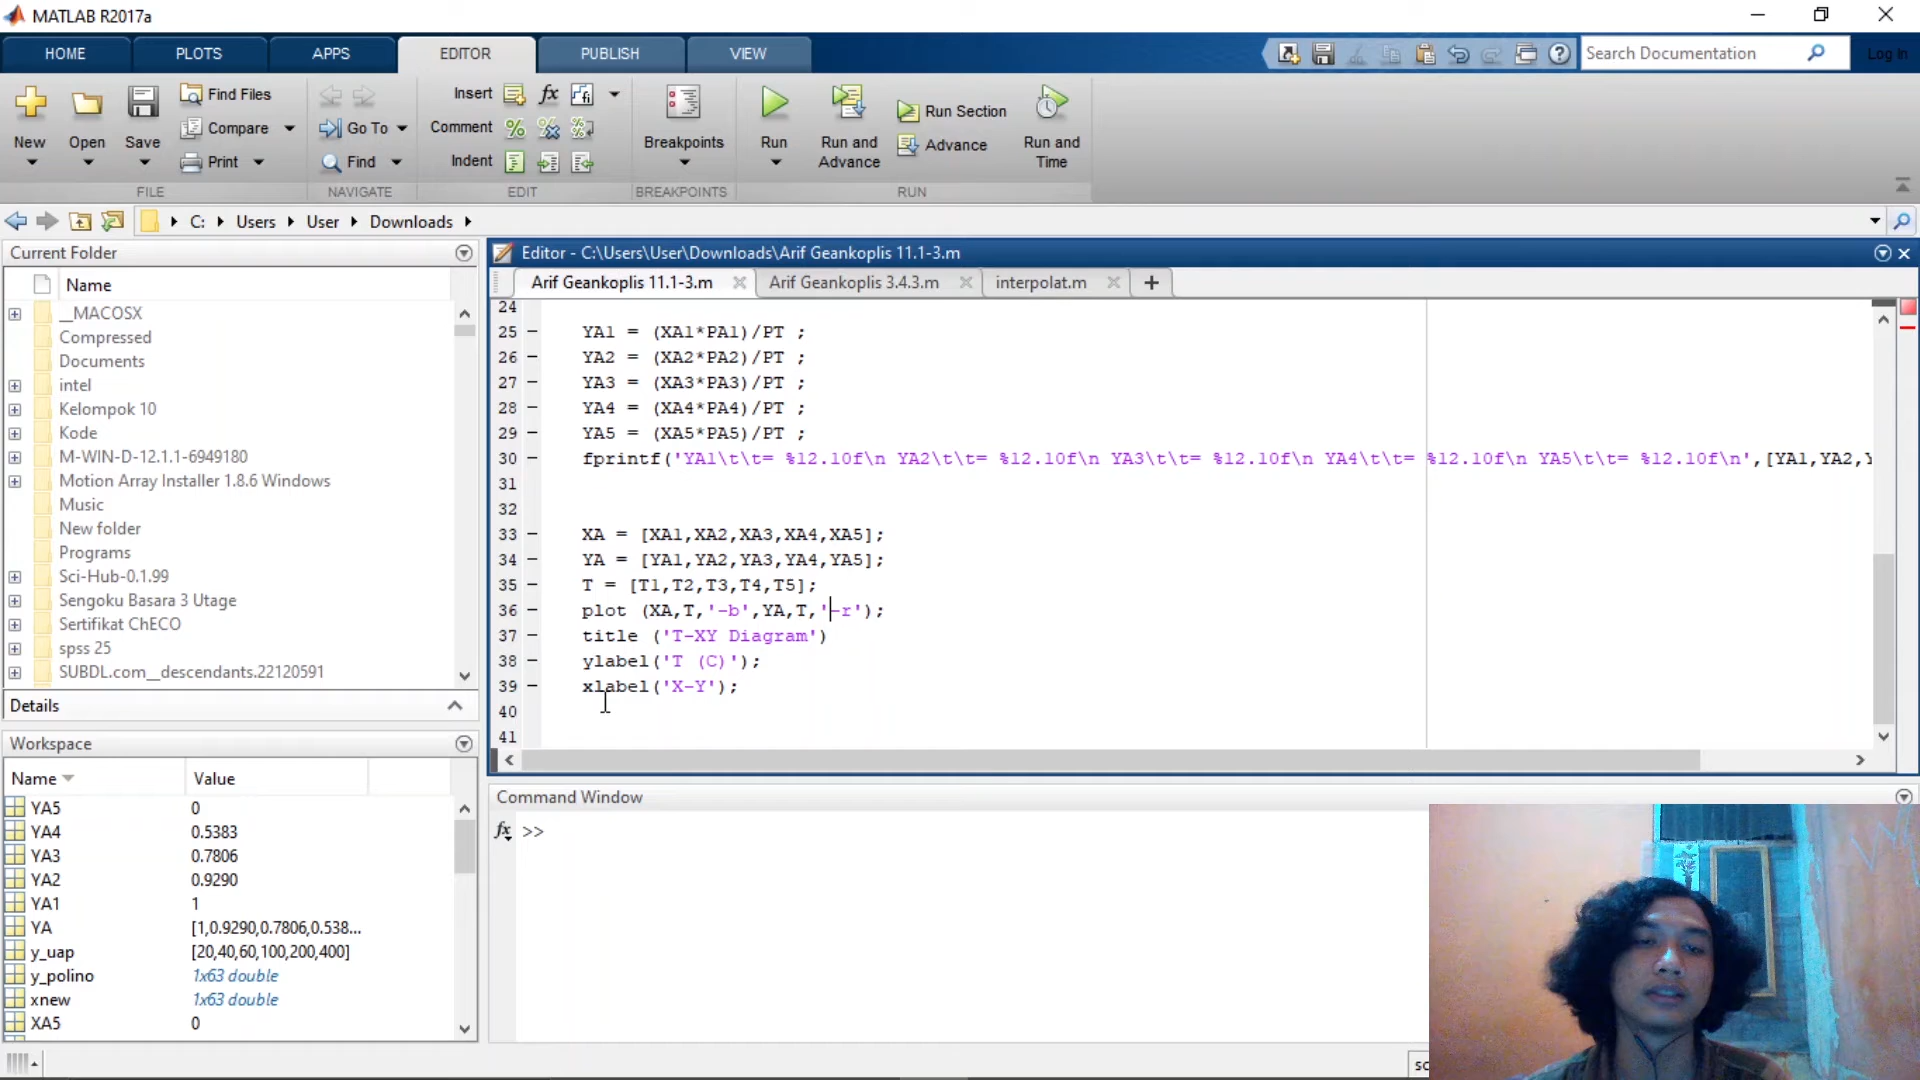 MATLAB R2017a
HOME PLOTS APPS EDITOR PUBLISH VIEW
Search Documentation
Log In
New Open Save
Find Files
Compare
Print
FILE
Go To
Find
NAVIGATE
Insert fx
Comment
Indent
EDIT
Breakpoints
BREAKPOINTS
Run
Run and Advance
Run Section
Advance
Run and Time
RUN
C: Users User Downloads
Current Folder
Name
__MACOSX
Compressed
Documents
intel
Kelompok 10
Kode
M-WIN-D-12.1.1-6949180
Motion Array Installer 1.8.6 Windows
Music
New folder
Programs
Sci-Hub-0.1.99
Sengoku Basara 3 Utage
Sertifikat ChECO
spss 25
SUBDL.com__descendants.22120591
Details
Workspace
Name Value
YA5 0
YA4 0.5383
YA3 0.7806
YA2 0.9290
YA1 1
YA [1,0.9290,0.7806,0.538...
y_uap [20,40,60,100,200,400]
y_polino 1x63 double
xnew 1x63 double
XA5 0
Editor - C:\Users\User\Downloads\Arif Geankoplis 11.1-3.m
Arif Geankoplis 11.1-3.m Arif Geankoplis 3.4.3.m interpolat.m
24
25 YA1 = (XA1*PA1)/PT ;
26 YA2 = (XA2*PA2)/PT ;
27 YA3 = (XA3*PA3)/PT ;
28 YA4 = (XA4*PA4)/PT ;
29 YA5 = (XA5*PA5)/PT ;
30 fprintf('YA1\t\t= %12.10f\n YA2\t\t= %12.10f\n YA3\t\t= %12.10f\n YA4\t\t= %12.10f\n YA5\t\t= %12.10f\n',[YA1,YA2,Y
31
32
33 XA = [XA1,XA2,XA3,XA4,XA5];
34 YA = [YA1,YA2,YA3,YA4,YA5];
35 T = [T1,T2,T3,T4,T5];
36 plot (XA,T,'-b',YA,T,'-r');
37 title ('T-XY Diagram')
38 ylabel('T (C)');
39 xlabel('X-Y');
40
41
Command Window
fx >>
sc